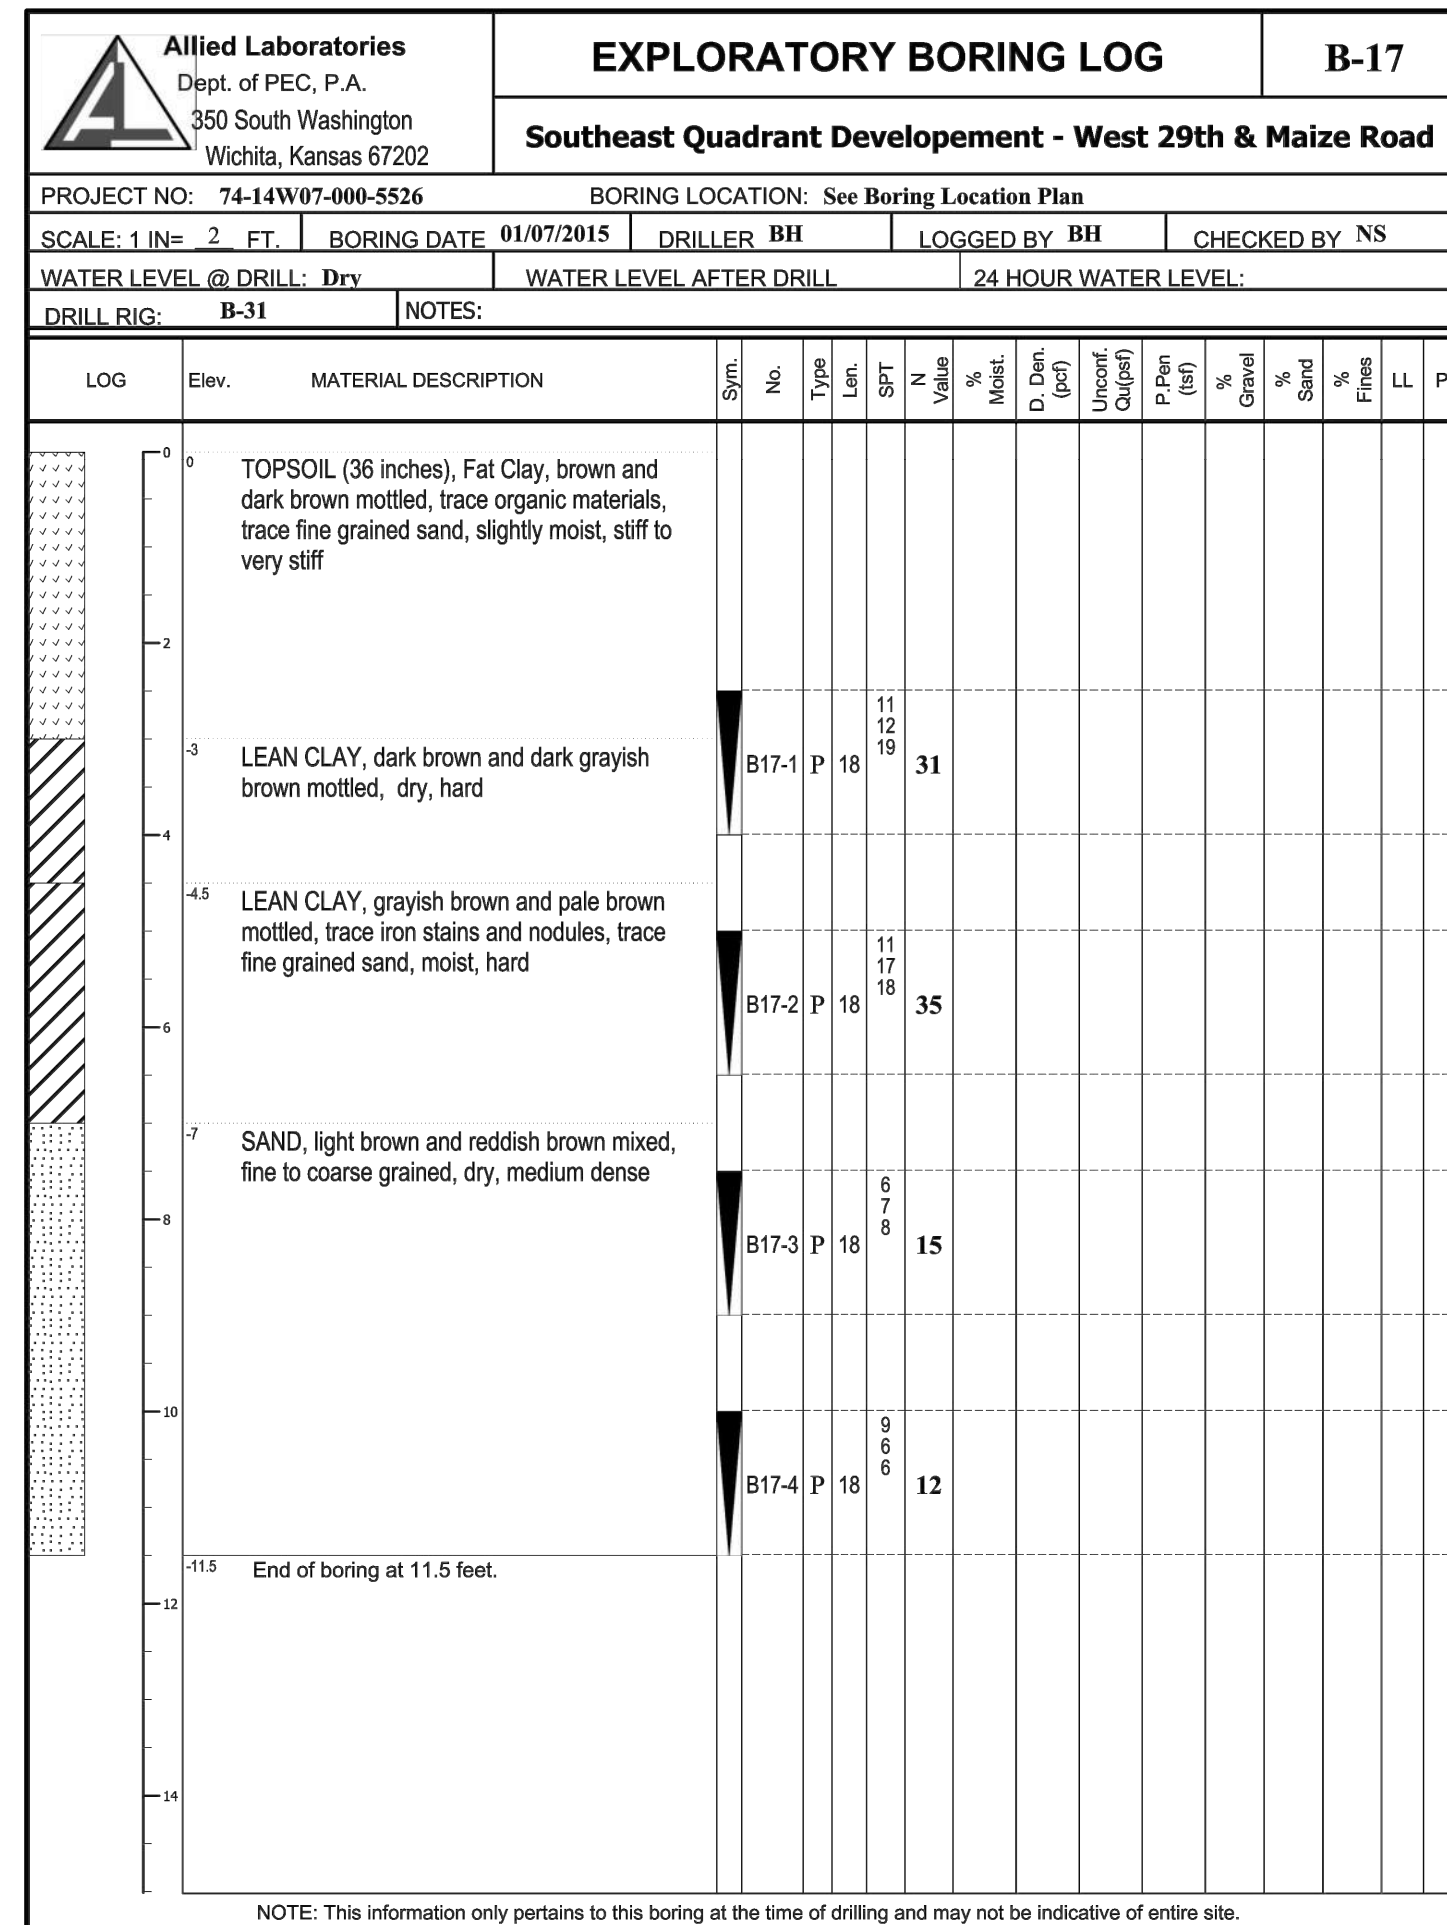 Allied Laboratories
Dept. of PEC, P.A.
350 South Washington
Wichita, Kansas 67202
EXPLORATORY BORING LOG
B-17
Southeast Quadrant Developement - West 29th & Maize Road
PROJECT NO: 74-14W07-000-5526
BORING LOCATION: See Boring Location Plan
SCALE: 1 IN= 2 FT.
BORING DATE 01/07/2015
DRILLER BH
LOGGED BY BH
CHECKED BY NS
WATER LEVEL @ DRILL: Dry
WATER LEVEL AFTER DRILL
24 HOUR WATER LEVEL:
DRILL RIG: B-31
NOTES:
LOG
Elev.
MATERIAL DESCRIPTION
Sym.
No.
Type
Len.
SPT
N
Value
%
Moist.
D. Den.
(pcf)
Unconf.
Qu(psf)
P.Pen
(tsf)
%
Gravel
%
Sand
%
Fines
LL
P
0
0
TOPSOIL (36 inches), Fat Clay, brown and
dark brown mottled, trace organic materials,
trace fine grained sand, slightly moist, stiff to
very stiff
2
11
12
19
B17-1 P 18 31
-3
LEAN CLAY, dark brown and dark grayish
brown mottled, dry, hard
4
-4.5
LEAN CLAY, grayish brown and pale brown
mottled, trace iron stains and nodules, trace
fine grained sand, moist, hard
11
17
18
B17-2 P 18 35
6
-7
SAND, light brown and reddish brown mixed,
fine to coarse grained, dry, medium dense
6
7
8
B17-3 P 18 15
8
10
9
6
6
B17-4 P 18 12
-11.5
End of boring at 11.5 feet.
12
14
NOTE: This information only pertains to this boring at the time of drilling and may not be indicative of entire site.